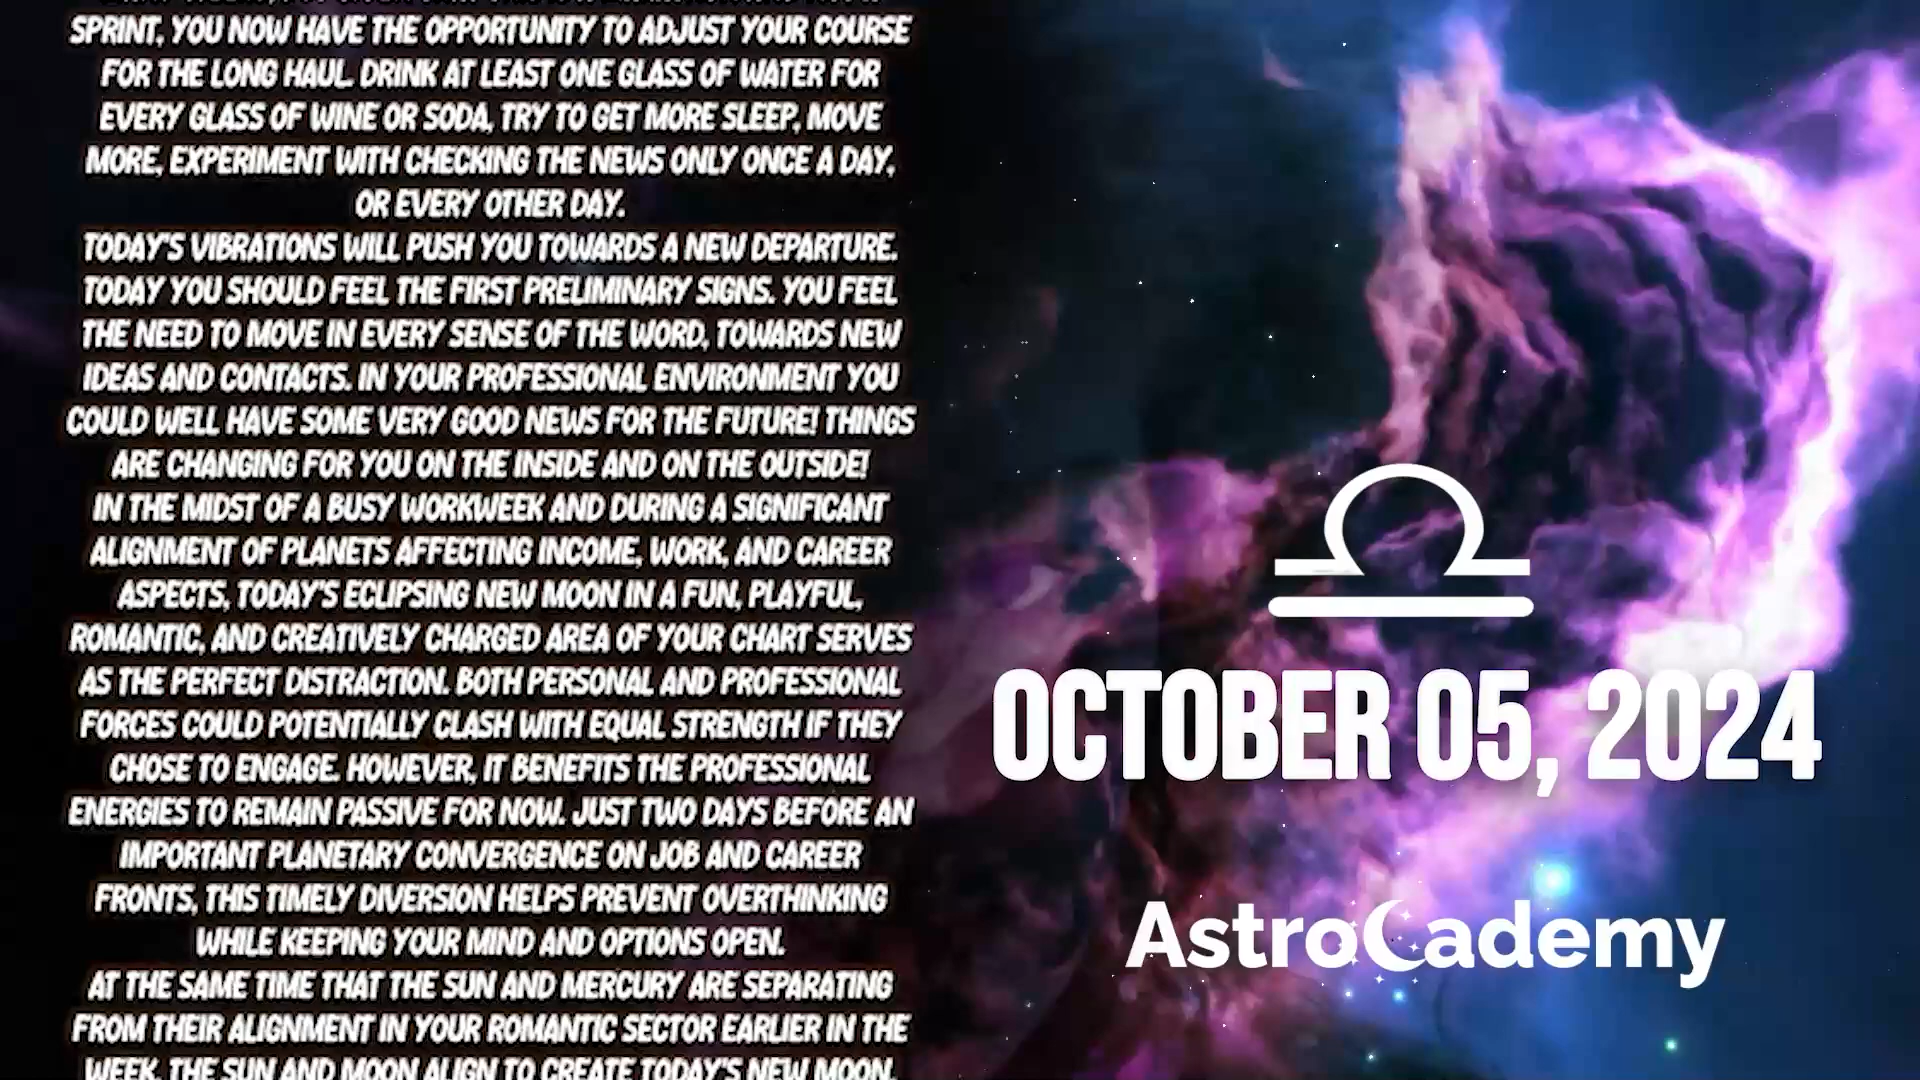 SPRINT, YOU NOW HAVE THE OPPORTUNITY TO ADJUST YOUR COURSE
FOR THE LONG HAUL. DRINK AT LEAST ONE GLASS OF WATER FOR
EVERY GLASS OF WINE OR SODA, TRY TO GET MORE SLEEP, MOVE
MORE, EXPERIMENT WITH CHECKING THE NEWS ONLY ONCE A DAY,
OR EVERY OTHER DAY.
TODAY'S VIBRATIONS WILL PUSH YOU TOWARDS A NEW DEPARTURE.
TODAY YOU SHOULD FEEL THE FIRST PRELIMINARY SIGNS. YOU FEEL
THE NEED TO MOVE IN EVERY SENSE OF THE WORD, TOWARDS NEW
IDEAS AND CONTACTS. IN YOUR PROFESSIONAL ENVIRONMENT YOU
COULD WELL HAVE SOME VERY GOOD NEWS FOR THE FUTURE! THINGS
ARE CHANGING FOR YOU ON THE INSIDE AND ON THE OUTSIDE!
IN THE MIDST OF A BUSY WORKWEEK AND DURING A SIGNIFICANT
ALIGNMENT OF PLANETS AFFECTING INCOME, WORK, AND CAREER
ASPECTS, TODAY'S ECLIPSING NEW MOON IN A FUN, PLAYFUL,
ROMANTIC, AND CREATIVELY CHARGED AREA OF YOUR CHART SERVES
AS THE PERFECT DISTRACTION. BOTH PERSONAL AND PROFESSIONAL
FORCES COULD POTENTIALLY CLASH WITH EQUAL STRENGTH IF THEY
CHOSE TO ENGAGE. HOWEVER, IT BENEFITS THE PROFESSIONAL
ENERGIES TO REMAIN PASSIVE FOR NOW. JUST TWO DAYS BEFORE AN
IMPORTANT PLANETARY CONVERGENCE ON JOB AND CAREER
FRONTS, THIS TIMELY DIVERSION HELPS PREVENT OVERTHINKING
WHILE KEEPING YOUR MIND AND OPTIONS OPEN.
AT THE SAME TIME THAT THE SUN AND MERCURY ARE SEPARATING
FROM THEIR ALIGNMENT IN YOUR ROMANTIC SECTOR EARLIER IN THE
WEEK, THE SUN AND MOON ALIGN TO CREATE TODAY'S NEW MOON.
OCTOBER 05, 2024
AstroCademy